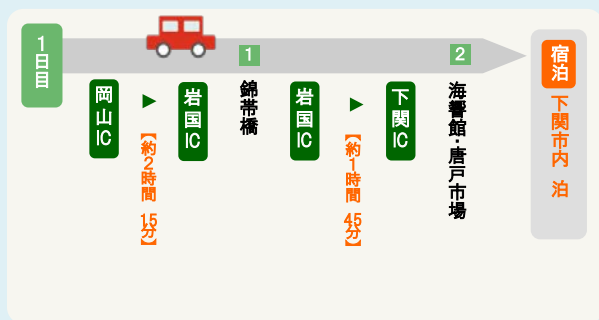 1日目
岡山IC
▶
【約2時間 15分】
岩国IC
1
錦帯橋
岩国IC
▶
【約1時間 45分】
下関IC
2
海響館・唐戸市場
宿泊
下関市内 泊